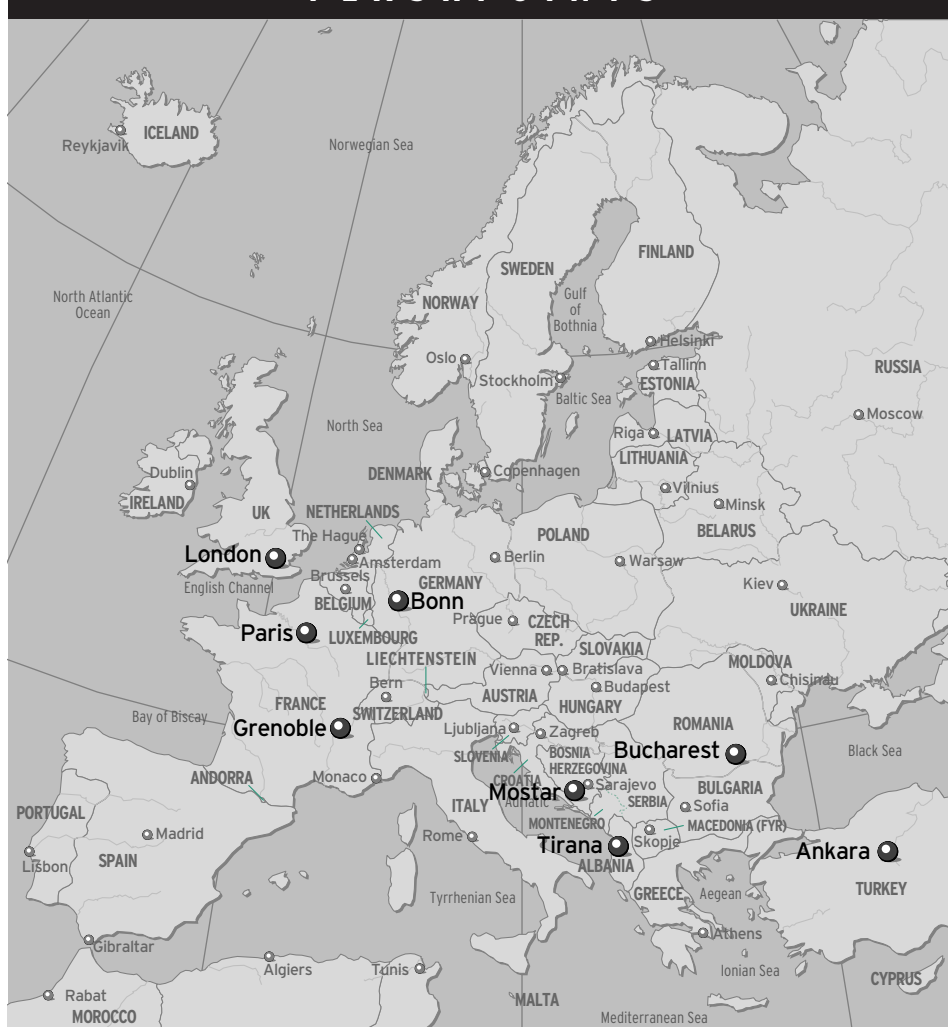 ICELAND
Reykjavik
Norwegian Sea
FINLAND
SWEDEN
North Atlantic
Ocean
Gulf
of
Bothnia
NORWAY
Helsinki
Oslo
Tallinn
RUSSIA
Stockholm
ESTONIA
Baltic Sea
Moscow
North Sea
Riga
LATVIA
LITHUANIA
Dublin
DENMARK
Copenhagen
Vilnius
IRELAND
UK
NETHERLANDS
Minsk
BELARUS
The Hague
POLAND
London
Amsterdam
Berlin
Warsaw
Brussels
English Channel
GERMANY
Kiev
BELGIUM
Bonn
UKRAINE
Paris
LUXEMBOURG
Prague
CZECH
REP.
SLOVAKIA
LIECHTENSTEIN
MOLDOVA
Vienna
Bratislava
Chisinau
Bern
AUSTRIA
Budapest
FRANCE
SWITZERLAND
HUNGARY
Bay of Biscay
Grenoble
Ljubljana
Zagreb
ROMANIA
SLOVENIA
BOSNIA
HERZEGOVINA
Bucharest
Black Sea
ANDORRA
Monaco
CROATIA
Sarajevo
Mostar
BULGARIA
PORTUGAL
ITALY
Adriatic
SERBIA
Sofia
MONTENEGRO
MACEDONIA (FYR)
Madrid
Rome
Skopje
Tirana
Ankara
Lisbon
SPAIN
ALBANIA
TURKEY
Tyrrhenian Sea
GREECE
Aegean
Gibraltar
Athens
Algiers
Tunis
Ionian Sea
CYPRUS
Rabat
MALTA
MOROCCO
Mediterranean Sea